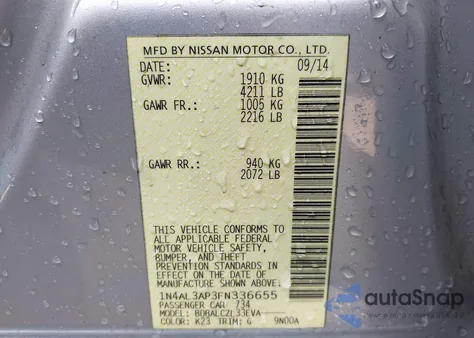 MFD BY NISSAN MOTOR CO., LTD.
DATE: 09/14
GVWR: 1910 KG
4211 LB
GAWR FR: 1005 KG
2216 LB
GAWR RR: 940 KG
2072 LB
THIS VEHICLE CONFORMS TO
ALL APPLICABLE FEDERAL
MOTOR VEHICLE SAFETY,
BUMPER, AND THEFT
PREVENTION STANDARDS IN
EFFECT ON THE DATE OF
MANUFACTURE SHOWN ABOVE.
1N4AL3AP3FN336655
PASSENGER CAR 734
MODEL: BDBALCZL33EVA-----
COLOR: K23 TRIM: G 9N00A
autoSnap
POWERED BY